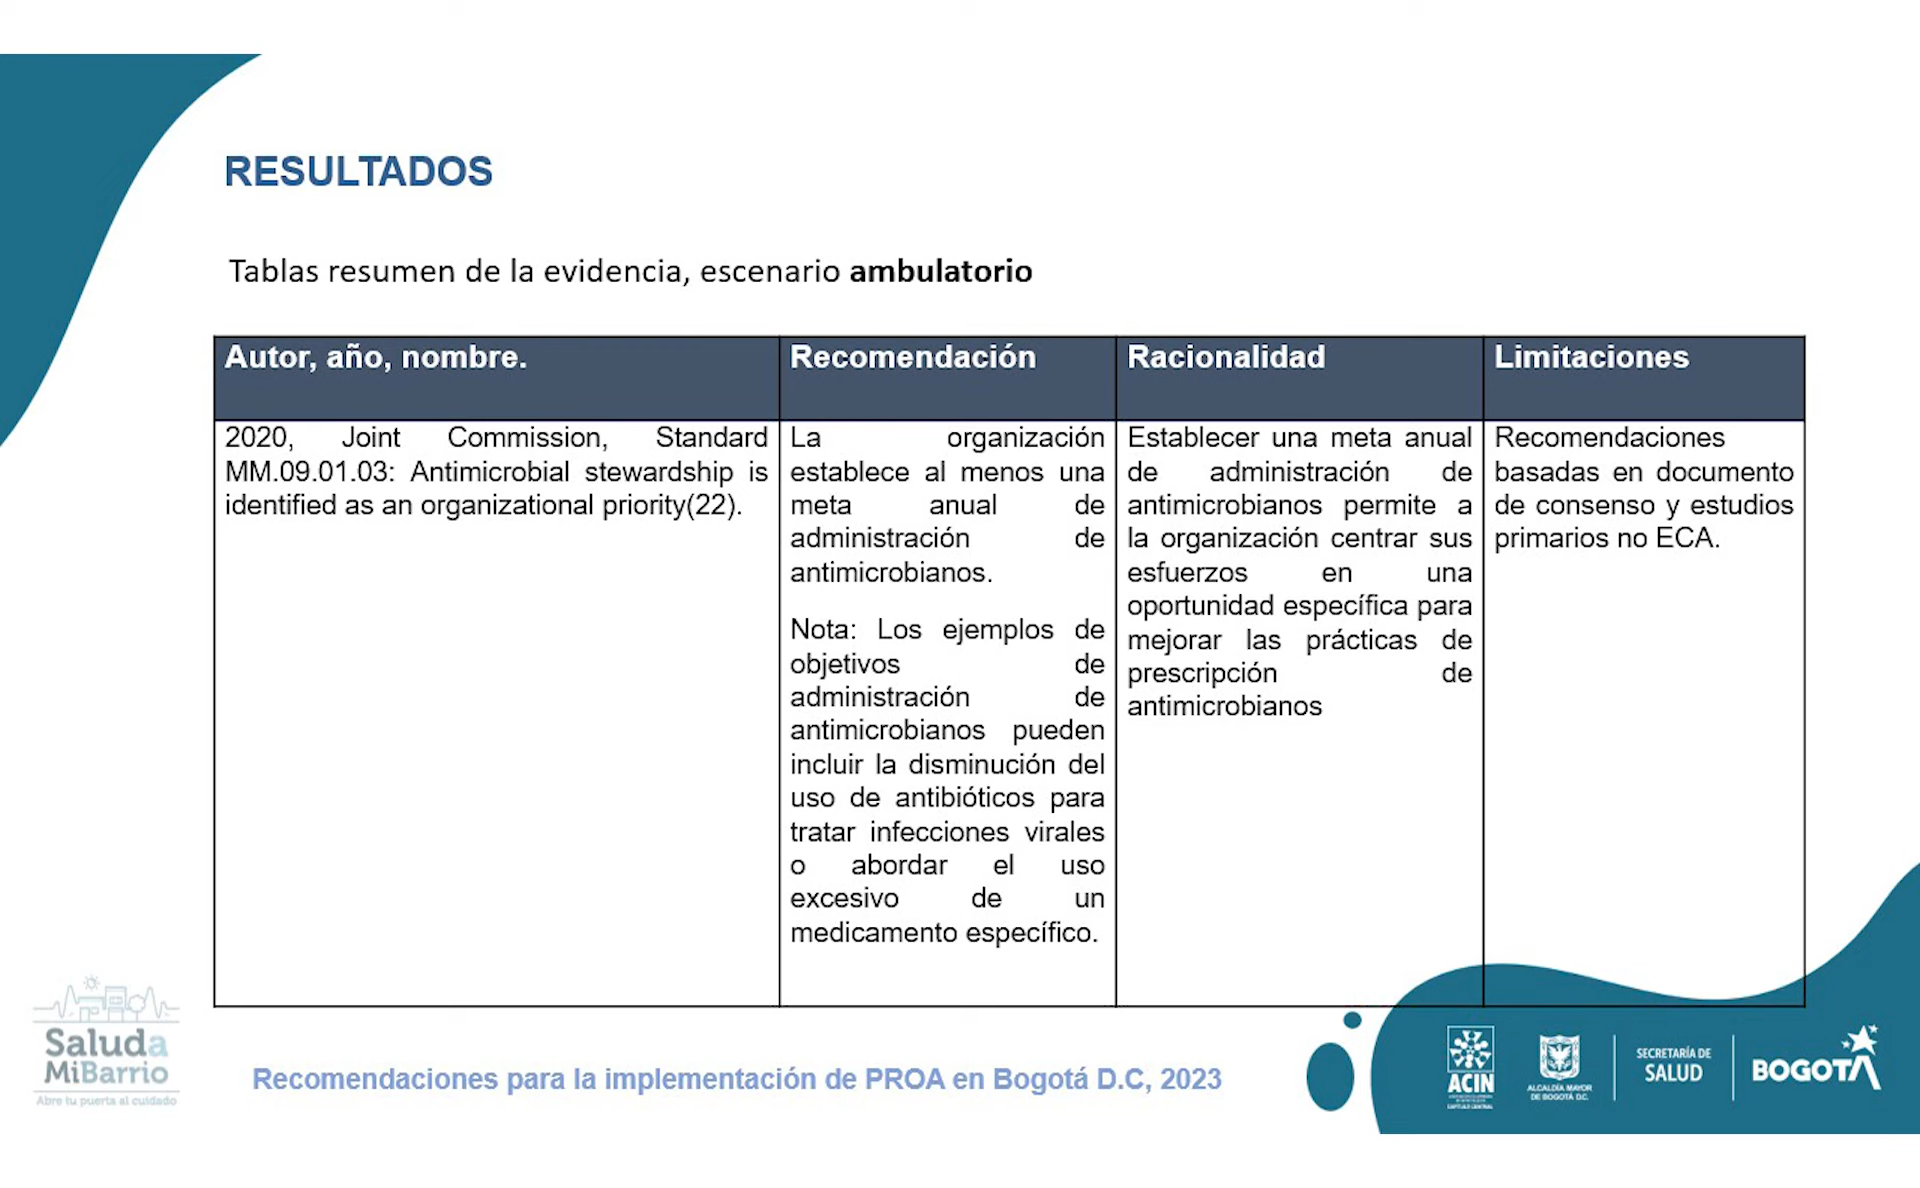 RESULTADOS
Tablas resumen de la evidencia, escenario ambulatorio
Autor, año, nombre.
Recomendación
Racionalidad
Limitaciones
2020, Joint Commission, Standard
MM.09.01.03: Antimicrobial stewardship is
identified as an organizational priority(22).
La organización
establece al menos una
meta anual de
administración de
antimicrobianos.
Nota: Los ejemplos de
objetivos de
administración de
antimicrobianos pueden
incluir la disminución del
uso de antibióticos para
tratar infecciones virales
o abordar el uso
excesivo de un
medicamento específico.
Establecer una meta anual
de administración de
antimicrobianos permite a
la organización centrar sus
esfuerzos en una
oportunidad específica para
mejorar las prácticas de
prescripción de
antimicrobianos
Recomendaciones
basadas en documento
de consenso y estudios
primarios no ECA.
Saluda
MiBarrio
Abre tu puerta al cuidado
Recomendaciones para la implementación de PROA en Bogotá D.C, 2023
ACIN
CAPÍTULO CENTRAL
ALCALDÍA MAYOR
DE BOGOTÁ D.C.
SECRETARÍA DE
SALUD
BOGOTÁ